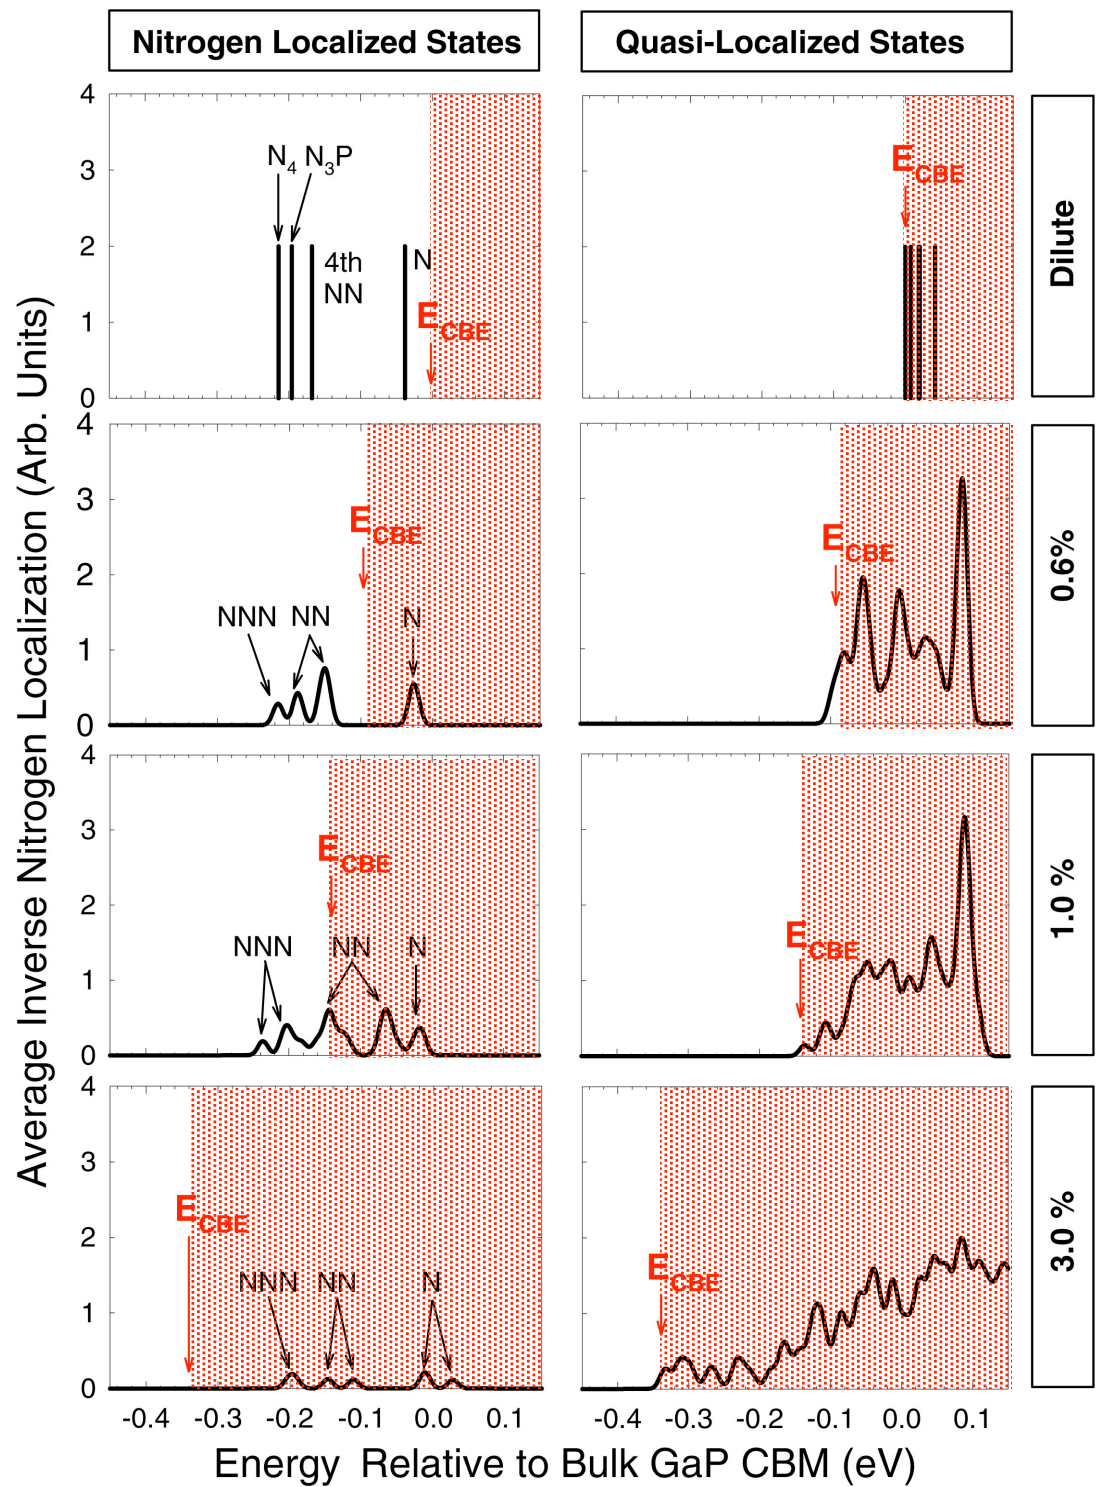 Nitrogen Localized States
Quasi-Localized States
Average Inverse Nitrogen Localization (Arb. Units)
4
3
2
1
0
N4 N3P
4th
NN
N
ECBE
ECBE
Dilute
4
3
2
1
0
NNN NN N
ECBE
ECBE
0.6%
4
3
2
1
0
NNN NN N
ECBE
ECBE
1.0 %
4
3
2
1
0
NNN NN N
ECBE
ECBE
3.0 %
-0.4 -0.3 -0.2 -0.1 0.0 0.1
-0.4 -0.3 -0.2 -0.1 0.0 0.1
Energy Relative to Bulk GaP CBM (eV)